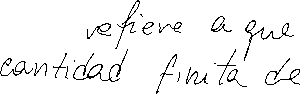 refiere a que
cantidad finita de